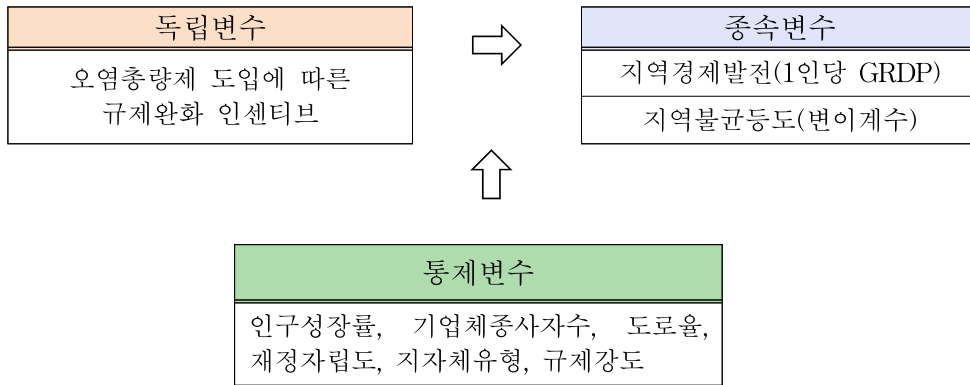 독립변수
오염총량제 도입에 따른
규제완화 인센티브
종속변수
지역경제발전(1인당 GRDP)
지역불균등도(변이계수)
통제변수
인구성장률, 기업체종사자수, 도로율,
재정자립도, 지자체유형, 규제강도